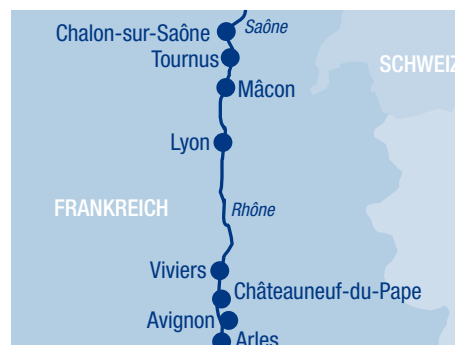 Saône
Chalon-sur-Saône
Tournus
SCHWEIZ
Mâcon
Lyon
FRANKREICH
Rhône
Viviers
Châteauneuf-du-Pape
Avignon
Arles